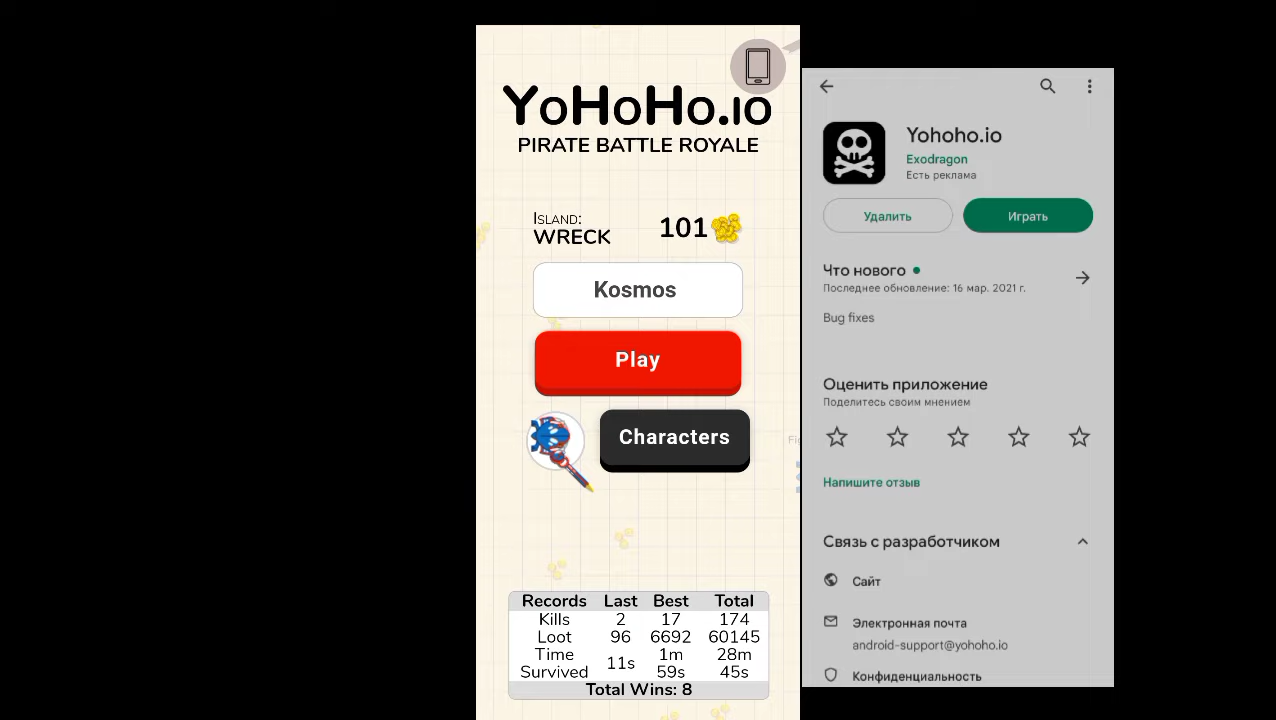 YoHoHo.io
PIRATE BATTLE ROYALE
ISLAND:
WRECK
101
Kosmos
Play
Characters
Records Last Best Total
Kills 2 17 174
Loot 96 6692 60145
Time Survived 11s 1m 59s 28m 45s
Total Wins: 8
Yohoho.io
Exodragon
Есть реклама
Удалить
Играть
Что нового
Последнее обновление: 16 мар. 2021 г.
Bug fixes
Оценить приложение
Поделитесь своим мнением
Напишите отзыв
Связь с разработчиком
Сайт
Электронная почта
android-support@yohoho.io
Конфиденциальность